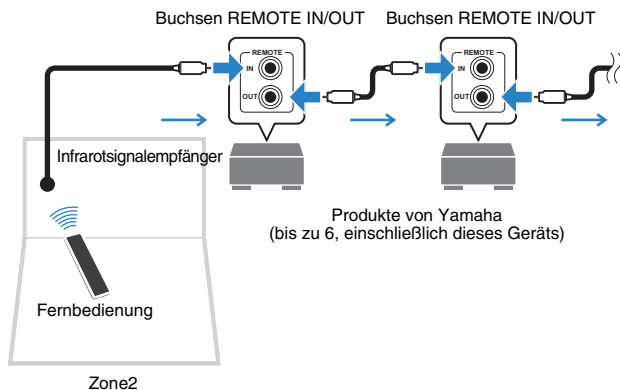 Buchsen REMOTE IN/OUT
Buchsen REMOTE IN/OUT
REMOTE
IN
OUT
REMOTE
IN
OUT
Infrarotsignalempfänger
Produkte von Yamaha
(bis zu 6, einschließlich dieses Geräts)
Fernbedienung
Zone2